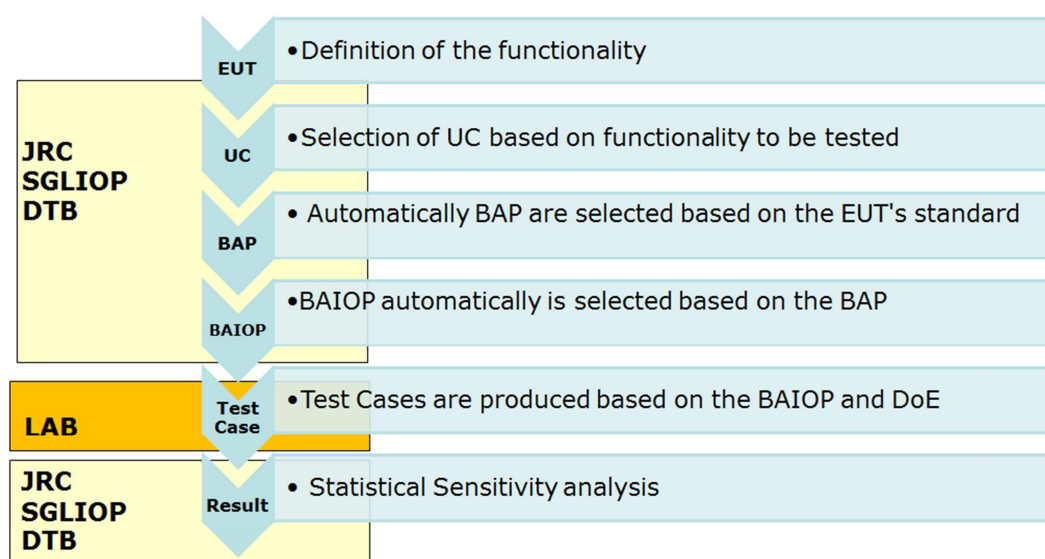 EUT
•Definition of the functionality
JRC
SGLIOP
DTB
UC
•Selection of UC based on functionality to be tested
BAP
• Automatically BAP are selected based on the EUT's standard
BAIOP
•BAIOP automatically is selected based on the BAP
LAB
Test
Case
•Test Cases are produced based on the BAIOP and DoE
JRC
SGLIOP
DTB
Result
• Statistical Sensitivity analysis